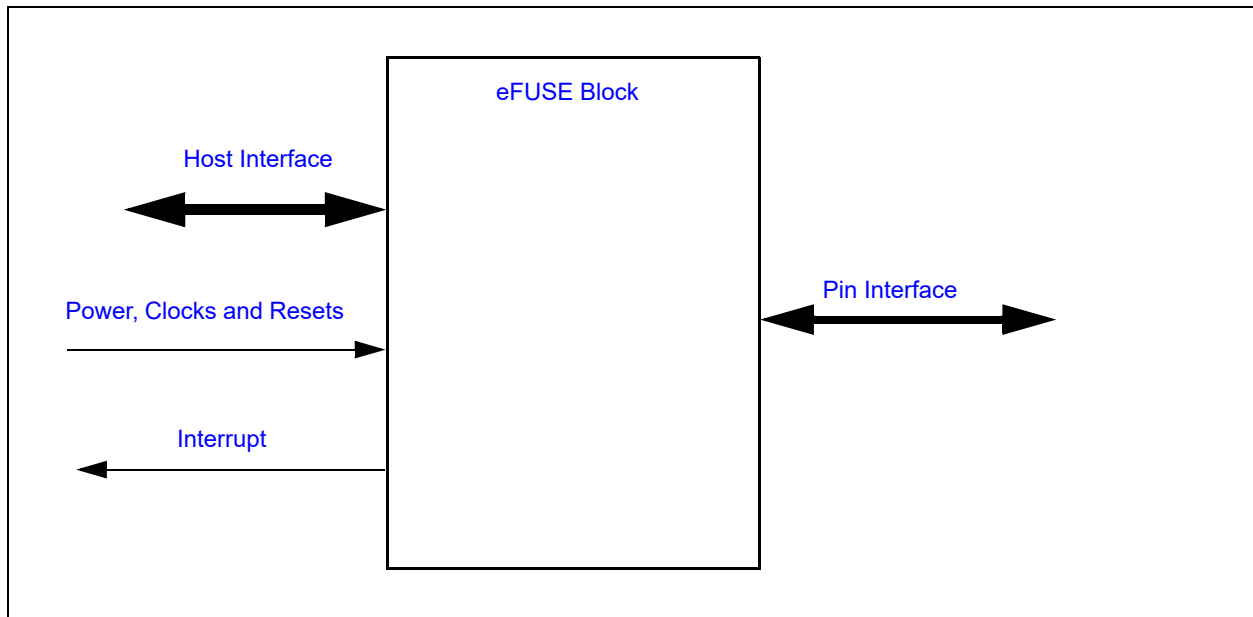 eFUSE Block
Host Interface
Pin Interface
Power, Clocks and Resets
Interrupt